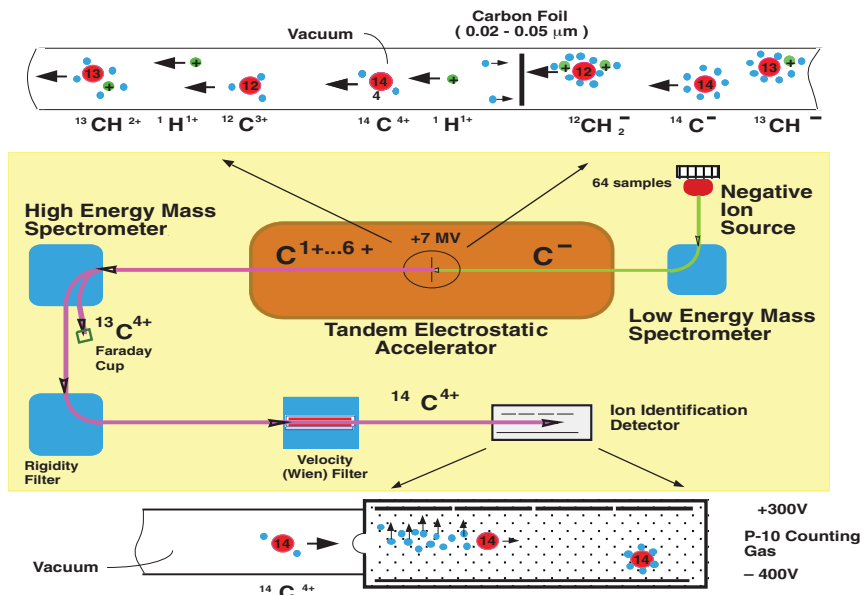 Carbon Foil
( 0.02 - 0.05 µm )
Vacuum
13
+
+
12
14
4
+
+
12
+
14
13
+
¹³CH ²⁺
¹H¹⁺
¹²C³⁺
¹⁴C ⁴⁺
¹H¹⁺
¹²CH₂⁻
¹⁴C⁻
¹³CH⁻
64 samples
Negative
Ion
Source
High Energy Mass
Spectrometer
+7 MV
C¹⁺···⁶⁺
C⁻
Tandem Electrostatic
Accelerator
Low Energy Mass
Spectrometer
¹³C⁴⁺
Faraday
Cup
¹⁴C⁴⁺
Ion Identification
Detector
Rigidity
Filter
Velocity
(Wien) Filter
+300V
P-10 Counting
Gas
– 400V
14
14
14
Vacuum
¹⁴C ⁴⁺